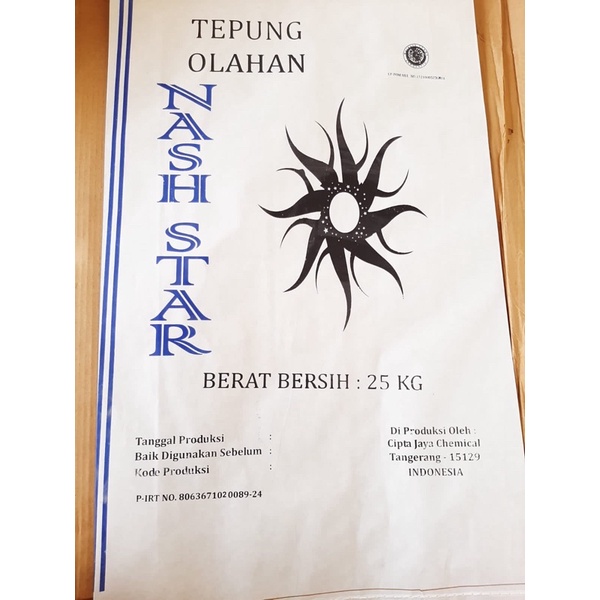 TEPUNG
OLAHAN
NASH STAR
BERAT BERSIH : 25 KG
Tanggal Produksi :
Baik Digunakan Sebelum :
Kode Produksi :
P-IRT NO. 8063671020089-24
Di Produksi Oleh :
Cipta Jaya Chemical
Tangerang - 15129
INDONESIA